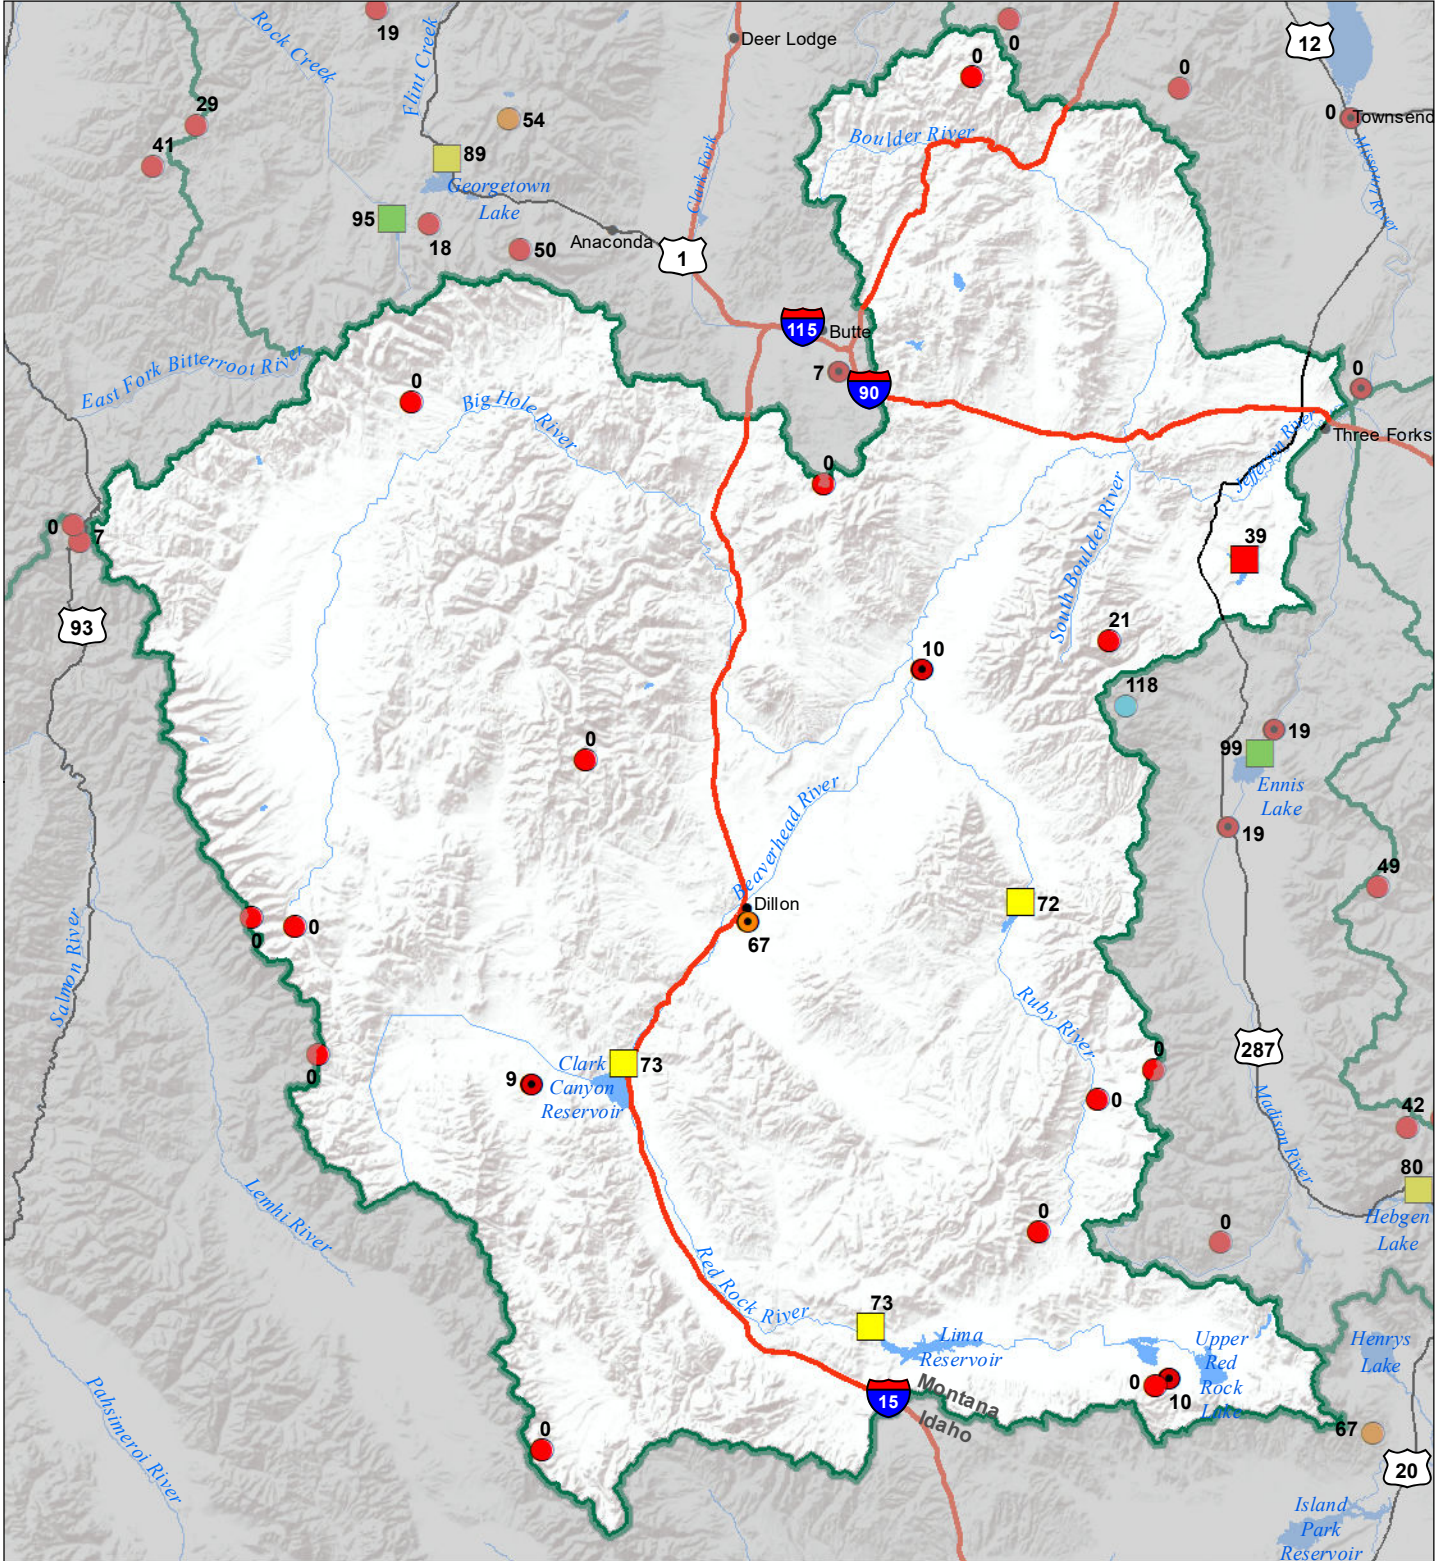 19
Rock Creek
Flint Creek
Deer Lodge
0
0
0
12
0
Townsend
Missouri River
29
41
54
89
Georgetown
Lake
95
18
50
Anaconda
Clark Fork
1
Boulder River
115
Butte
7
90
0
Three Forks
Jefferson River
East Fork Bitterroot River
0
Big Hole River
0
0
7
93
South Boulder River
39
21
10
118
19
99
Ennis
Lake
19
49
0
Beaverhead River
Dillon
67
72
Ruby River
0
0
0
Salmon River
Clark
Canyon
Reservoir
73
9
0
0
287
Madison River
42
80
Hebgen
Lake
0
0
Lemhi River
Red Rock River
73
Lima
Reservoir
Upper
Red
Rock
Lake
Henrys
Lake
0
10
Montana
Idaho
15
Pahsimeroi River
0
67
20
Island
Park
Reservoir